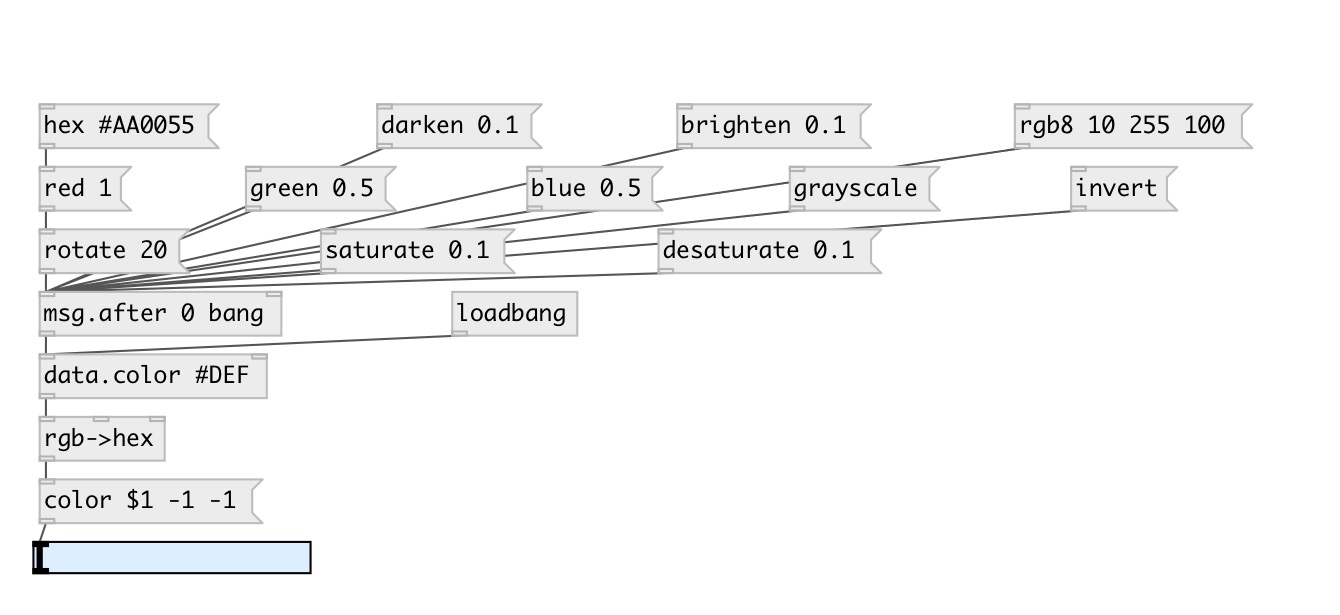 hex #AA0055
darken 0.1
brighten 0.1
rgb8 10 255 100
red 1
green 0.5
blue 0.5
grayscale
invert
rotate 20
saturate 0.1
desaturate 0.1
msg.after 0 bang
loadbang
data.color #DEF
rgb->hex
color $1 -1 -1